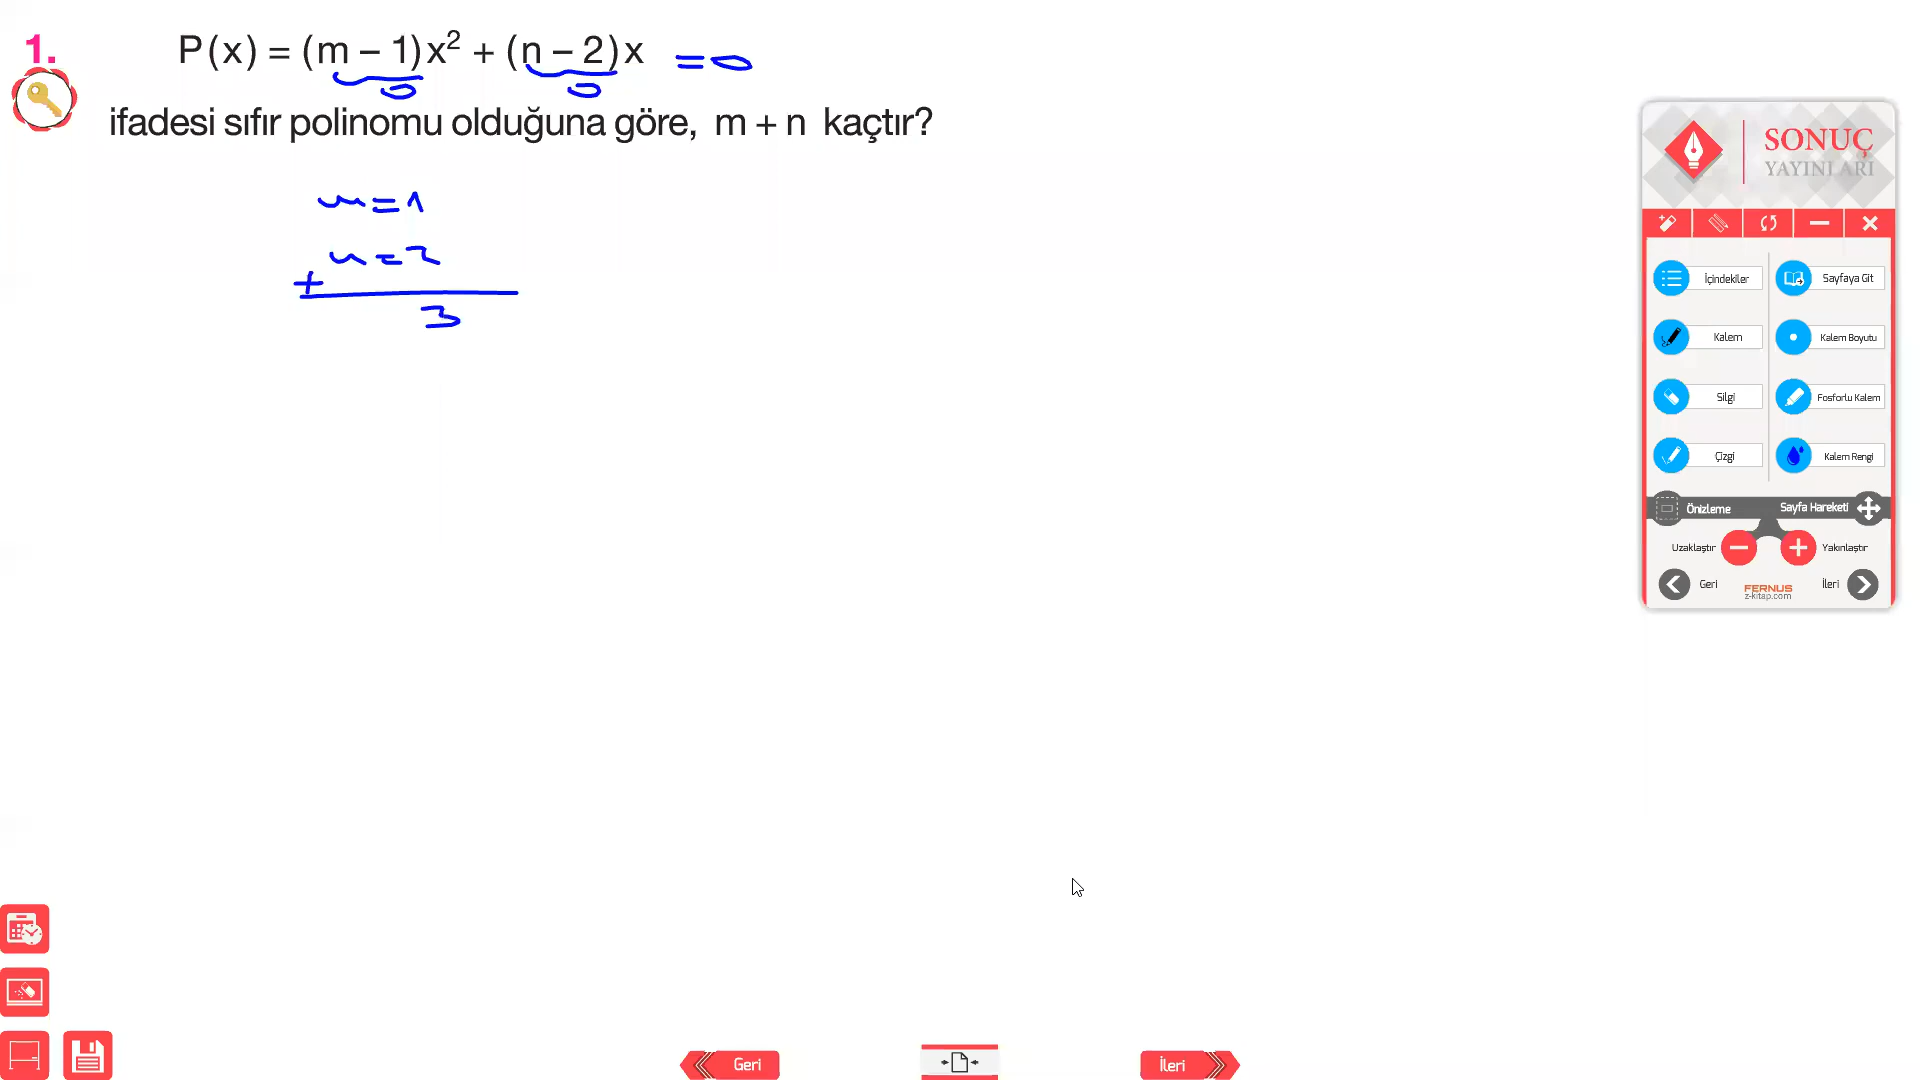 1. P(x) = (m – 1)x² + (n – 2)x = 0
0 0
ifadesi sıfır polinomu olduğuna göre, m + n kaçtır?
m = 1
n = 2
+
3
SONUÇ
YAYINLARI
İçindekiler Sayfaya Git
Kalem Kalem Boyutu
Silgi Fosforlu Kalem
Çizgi Kalem Rengi
Önizleme Sayfa Hareketi
Uzaklaştır Yakınlaştır
Geri FERNUS İleri
z-kitap.com
Geri İleri